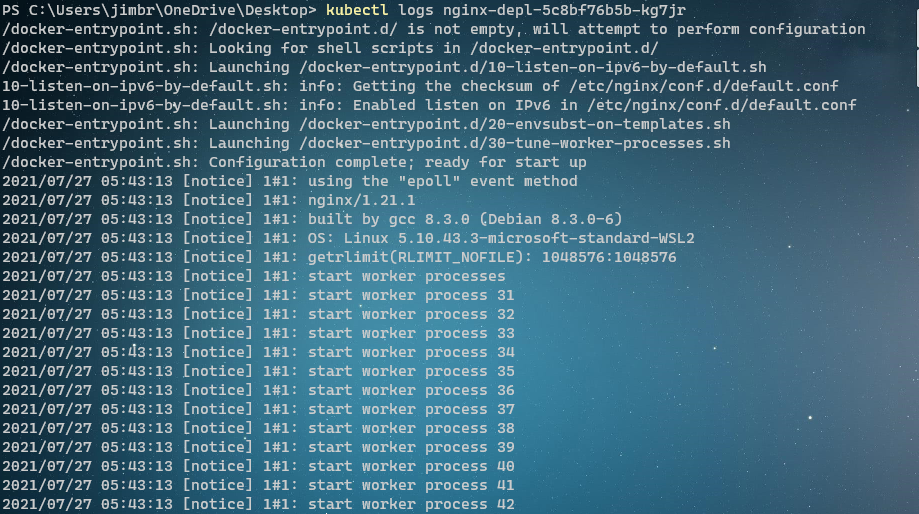 PS C:\Users\jimbr\OneDrive\Desktop> kubectl logs nginx-depl-5c8bf76b5b-kg7jr
/docker-entrypoint.sh: /docker-entrypoint.d/ is not empty, will attempt to perform configuration
/docker-entrypoint.sh: Looking for shell scripts in /docker-entrypoint.d/
/docker-entrypoint.sh: Launching /docker-entrypoint.d/10-listen-on-ipv6-by-default.sh
10-listen-on-ipv6-by-default.sh: info: Getting the checksum of /etc/nginx/conf.d/default.conf
10-listen-on-ipv6-by-default.sh: info: Enabled listen on IPv6 in /etc/nginx/conf.d/default.conf
/docker-entrypoint.sh: Launching /docker-entrypoint.d/20-envsubst-on-templates.sh
/docker-entrypoint.sh: Launching /docker-entrypoint.d/30-tune-worker-processes.sh
/docker-entrypoint.sh: Configuration complete; ready for start up
2021/07/27 05:43:13 [notice] 1#1: using the "epoll" event method
2021/07/27 05:43:13 [notice] 1#1: nginx/1.21.1
2021/07/27 05:43:13 [notice] 1#1: built by gcc 8.3.0 (Debian 8.3.0-6)
2021/07/27 05:43:13 [notice] 1#1: OS: Linux 5.10.43.3-microsoft-standard-WSL2
2021/07/27 05:43:13 [notice] 1#1: getrlimit(RLIMIT_NOFILE): 1048576:1048576
2021/07/27 05:43:13 [notice] 1#1: start worker processes
2021/07/27 05:43:13 [notice] 1#1: start worker process 31
2021/07/27 05:43:13 [notice] 1#1: start worker process 32
2021/07/27 05:43:13 [notice] 1#1: start worker process 33
2021/07/27 05:43:13 [notice] 1#1: start worker process 34
2021/07/27 05:43:13 [notice] 1#1: start worker process 35
2021/07/27 05:43:13 [notice] 1#1: start worker process 36
2021/07/27 05:43:13 [notice] 1#1: start worker process 37
2021/07/27 05:43:13 [notice] 1#1: start worker process 38
2021/07/27 05:43:13 [notice] 1#1: start worker process 39
2021/07/27 05:43:13 [notice] 1#1: start worker process 40
2021/07/27 05:43:13 [notice] 1#1: start worker process 41
2021/07/27 05:43:13 [notice] 1#1: start worker process 42